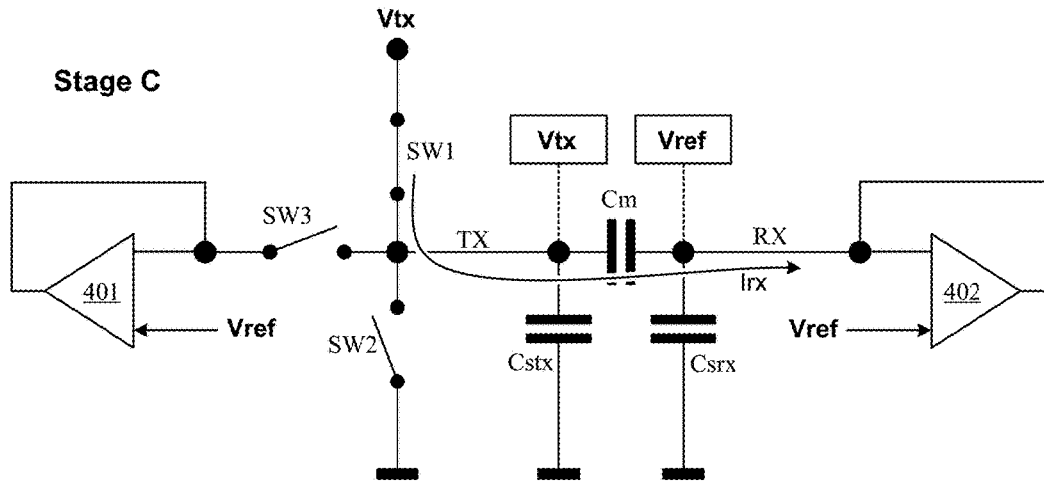 Vtx
Stage C
SW1
Vtx
Vref
Cm
SW3
TX
RX
401
Irx
402
Vref
Vref
SW2
Cstx
Csrx